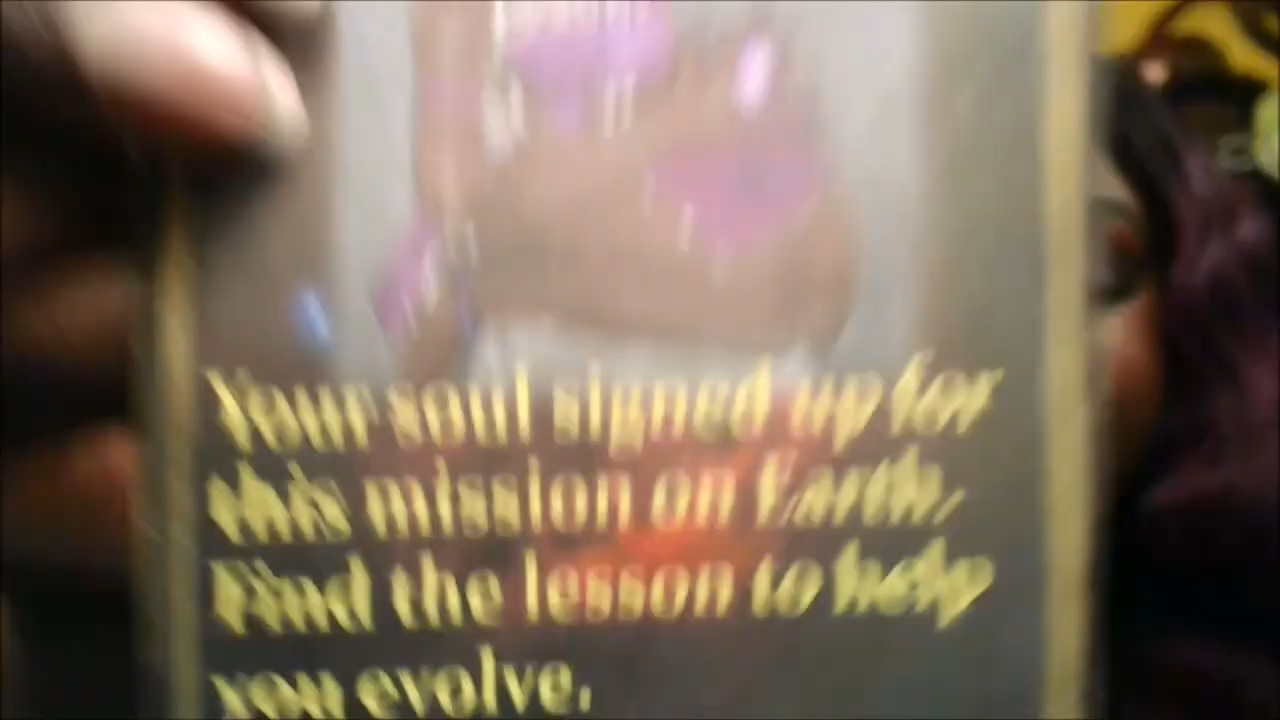 Your soul signed up for
this mission on Earth.
Find the lesson to help
you evolve.